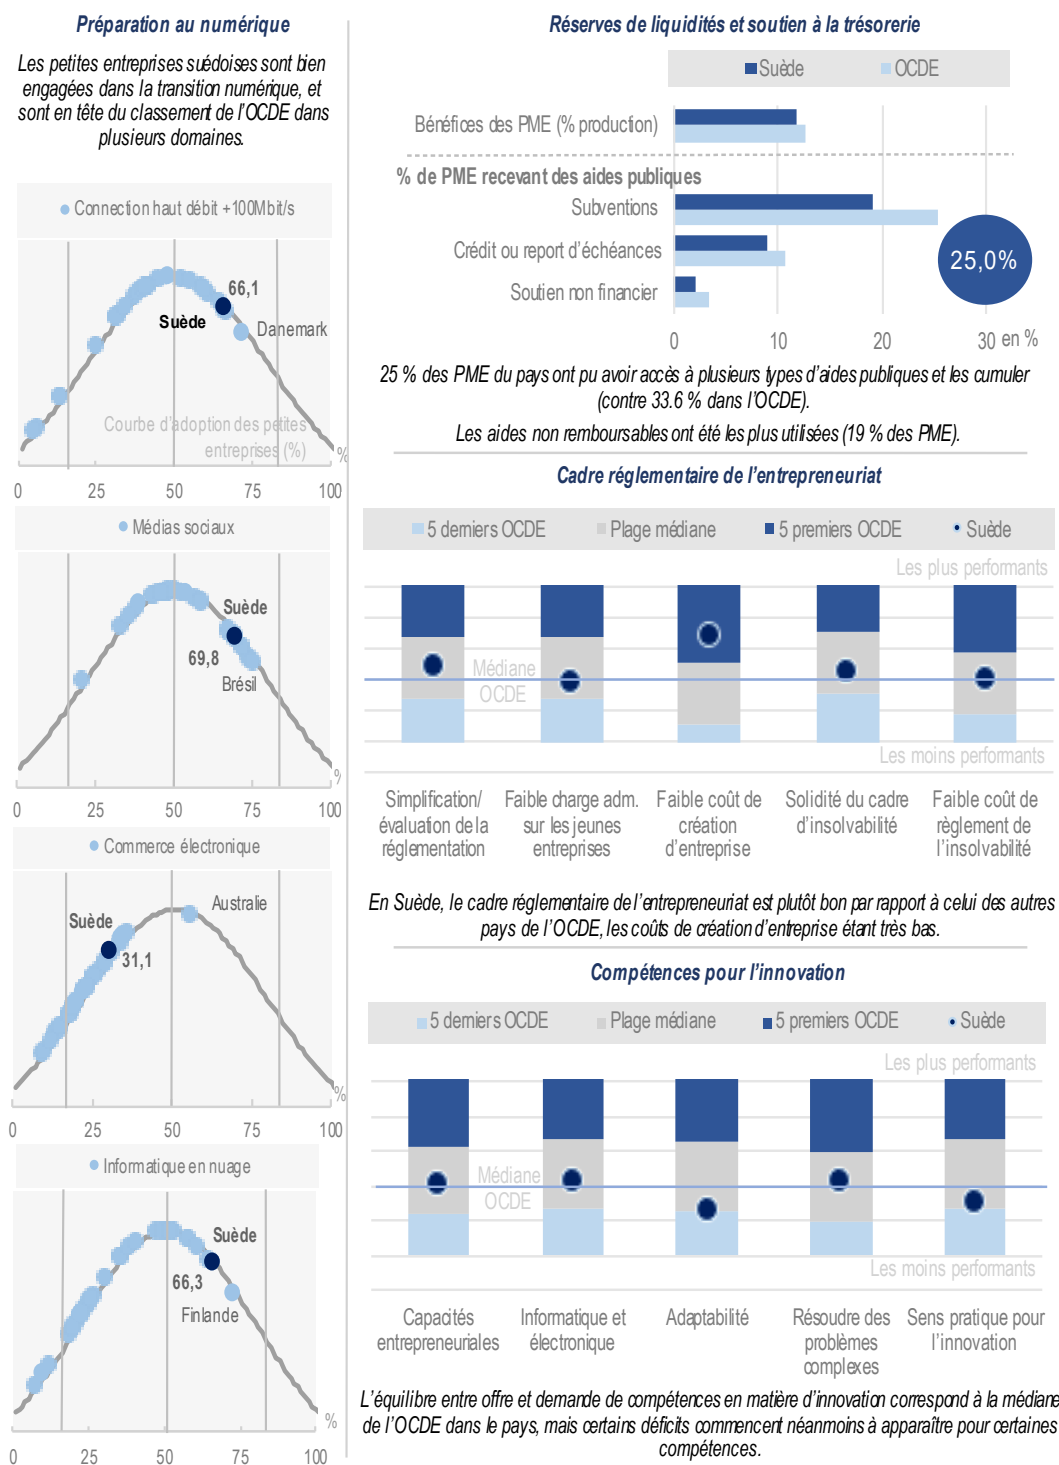 Préparation au numérique
Les petites entreprises suédoises sont bien
engagées dans la transition numérique, et
sont en tête du classement de l'OCDE dans
plusieurs domaines.
Connection haut débit +100Mbit/s
66,1
Suède
Danemark
Courbe d'adoption des petites
entreprises (%)
%
0 25 50 75 100
Médias sociaux
Suède
69,8
Brésil
%
0 25 50 75 100
Commerce électronique
Australie
Suède
31,1
%
0 25 50 75 100
Informatique en nuage
Suède
66,3
Finlande
%
0 25 50 75 100
Réserves de liquidités et soutien à la trésorerie
Suède OCDE
Bénéfices des PME (% production)
% de PME recevant des aides publiques
Subventions
Crédit ou report d'échéances
25,0%
Soutien non financier
0 10 20 30 en %
25 % des PME du pays ont pu avoir accès à plusieurs types d'aides publiques et les cumuler
(contre 33.6 % dans l'OCDE).
Les aides non remboursables ont été les plus utilisées (19 % des PME).
Cadre réglementaire de l'entrepreneuriat
5 derniers OCDE Plage médiane 5 premiers OCDE Suède
Les plus performants
Médiane
OCDE
Les moins performants
Simplification/
évaluation de la
réglementation
Faible charge adm.
sur les jeunes
entreprises
Faible coût de
création
d'entreprise
Solidité du cadre
d'insolvabilité
Faible coût de
règlement de
l'insolvabilité
En Suède, le cadre réglementaire de l'entrepreneuriat est plutôt bon par rapport à celui des autres
pays de l'OCDE, les coûts de création d'entreprise étant très bas.
Compétences pour l'innovation
5 derniers OCDE Plage médiane 5 premiers OCDE Suède
Les plus performants
Médiane
OCDE
Les moins performants
Capacités
entrepreneuriales
Informatique et
électronique
Adaptabilité
Résoudre des
problèmes
complexes
Sens pratique pour
l'innovation
L'équilibre entre offre et demande de compétences en matière d'innovation correspond à la médiane
de l'OCDE dans le pays, mais certains déficits commencent néanmoins à apparaître pour certaines
compétences.